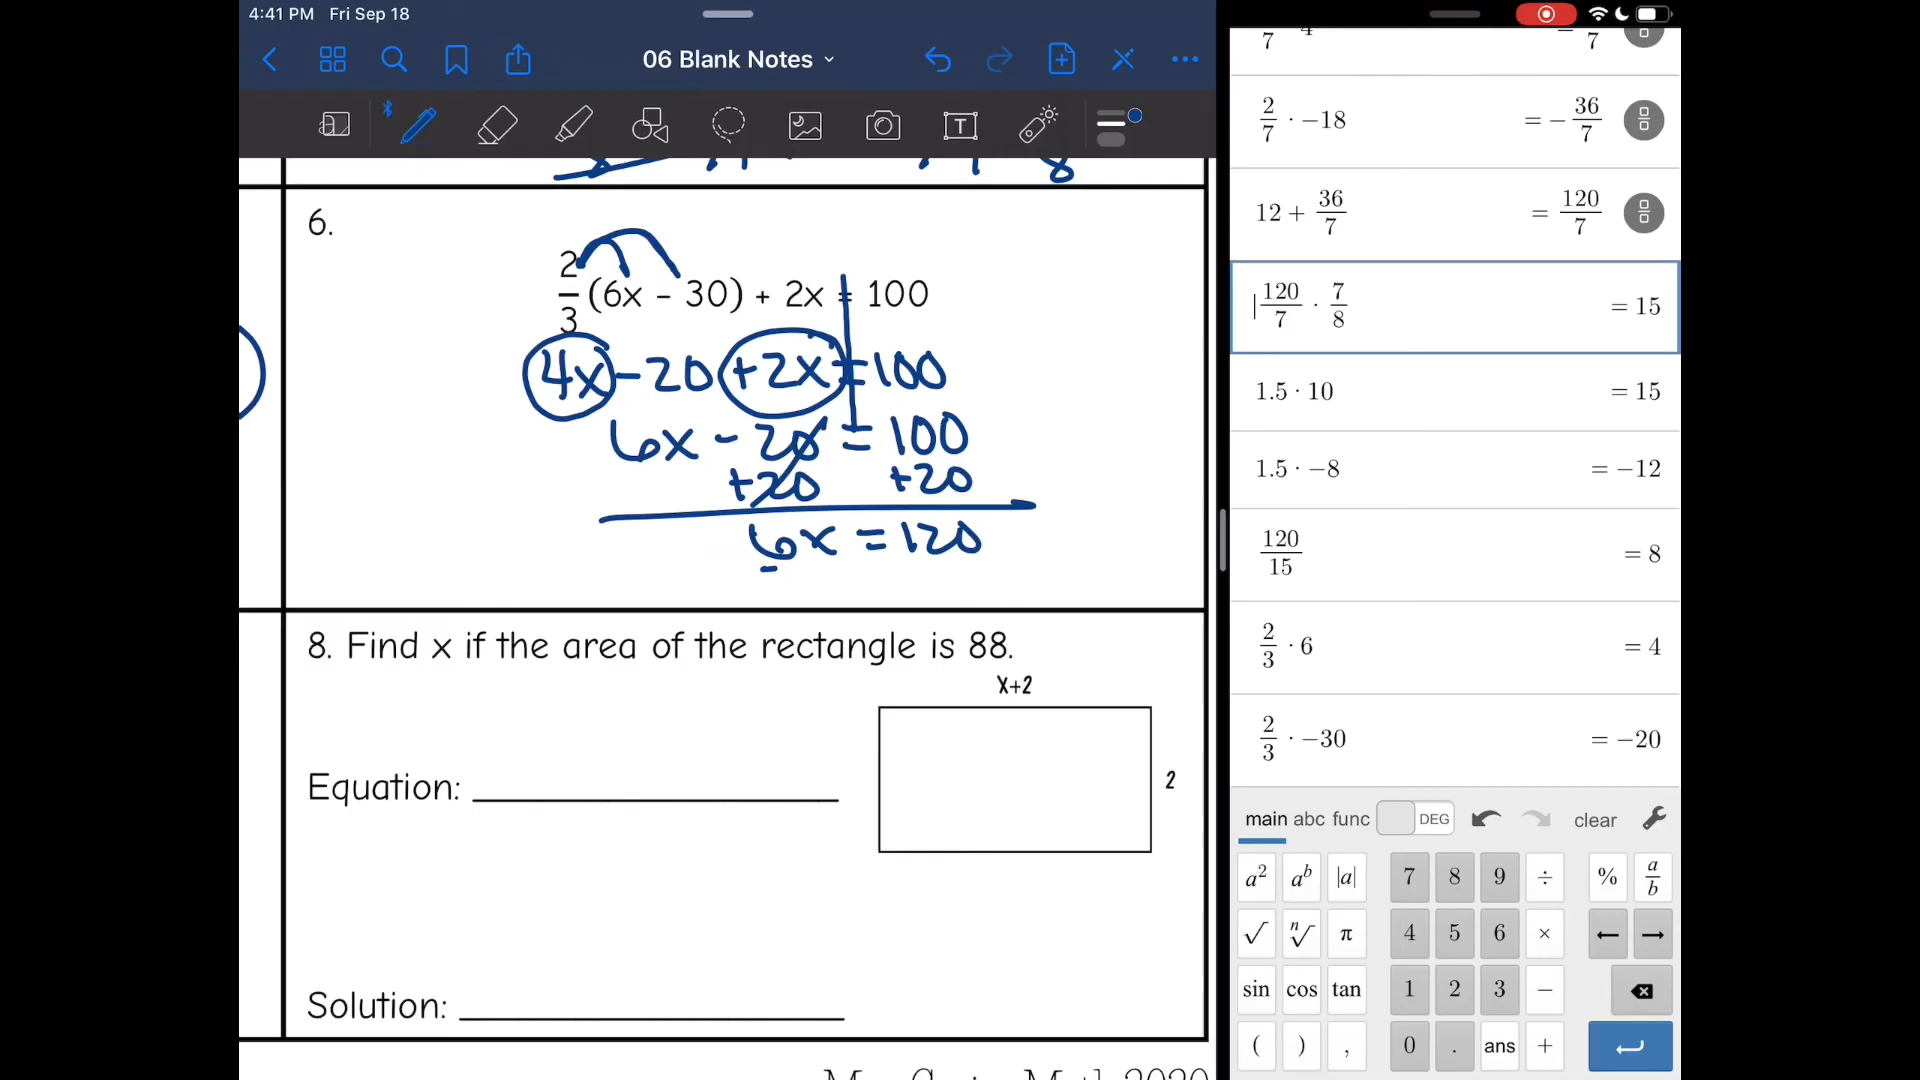 4:41 PM Fri Sep 18
06 Blank Notes
T
6.
2/3 (6x - 30) + 2x = 100
4x - 20 + 2x = 100
6x - 20 = 100
+20 +20
6x = 120
8. Find x if the area of the rectangle is 88.
x+2
2
Equation:
Solution:
2/7 · -18 = -36/7
12 + 36/7 = 120/7
120/7 · 7/8 = 15
1.5 · 10 = 15
1.5 · -8 = -12
120/15 = 8
2/3 · 6 = 4
2/3 · -30 = -20
main abc func DEG clear
a² aᵇ |a| 7 8 9 ÷ % a/b
√ ⁿ√ π 4 5 6 × ← →
sin cos tan 1 2 3 −
( ) , 0 . ans +